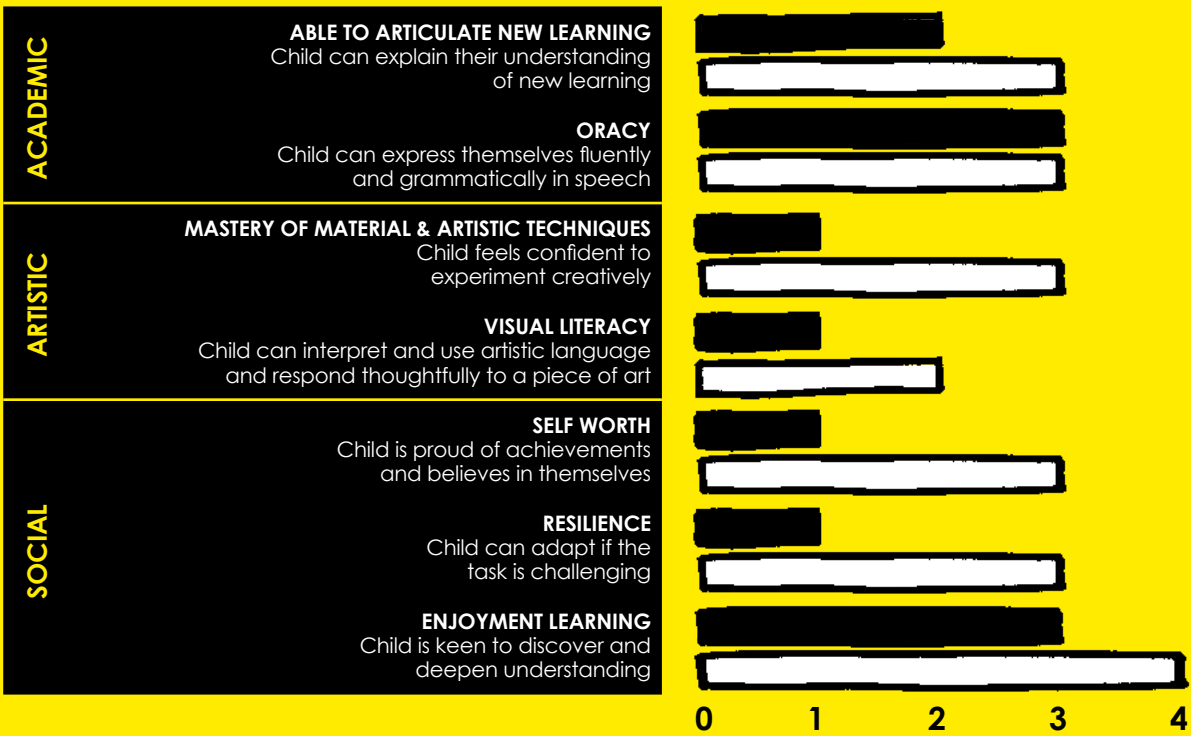 ACADEMIC
ABLE TO ARTICULATE NEW LEARNING
Child can explain their understanding
of new learning
ORACY
Child can express themselves fluently
and grammatically in speech
ARTISTIC
MASTERY OF MATERIAL & ARTISTIC TECHNIQUES
Child feels confident to
experiment creatively
VISUAL LITERACY
Child can interpret and use artistic language
and respond thoughtfully to a piece of art
SOCIAL
SELF WORTH
Child is proud of achievements
and believes in themselves
RESILIENCE
Child can adapt if the
task is challenging
ENJOYMENT LEARNING
Child is keen to discover and
deepen understanding
0 1 2 3 4